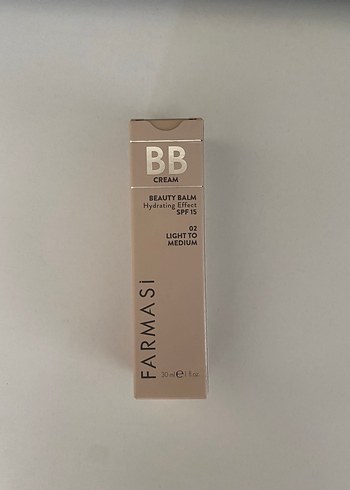 BB
CREAM
BEAUTY BALM
Hydrating Effect
SPF 15
02
LIGHT TO
MEDIUM
FARMASİ
30 ml ℮ 1 fl.oz.